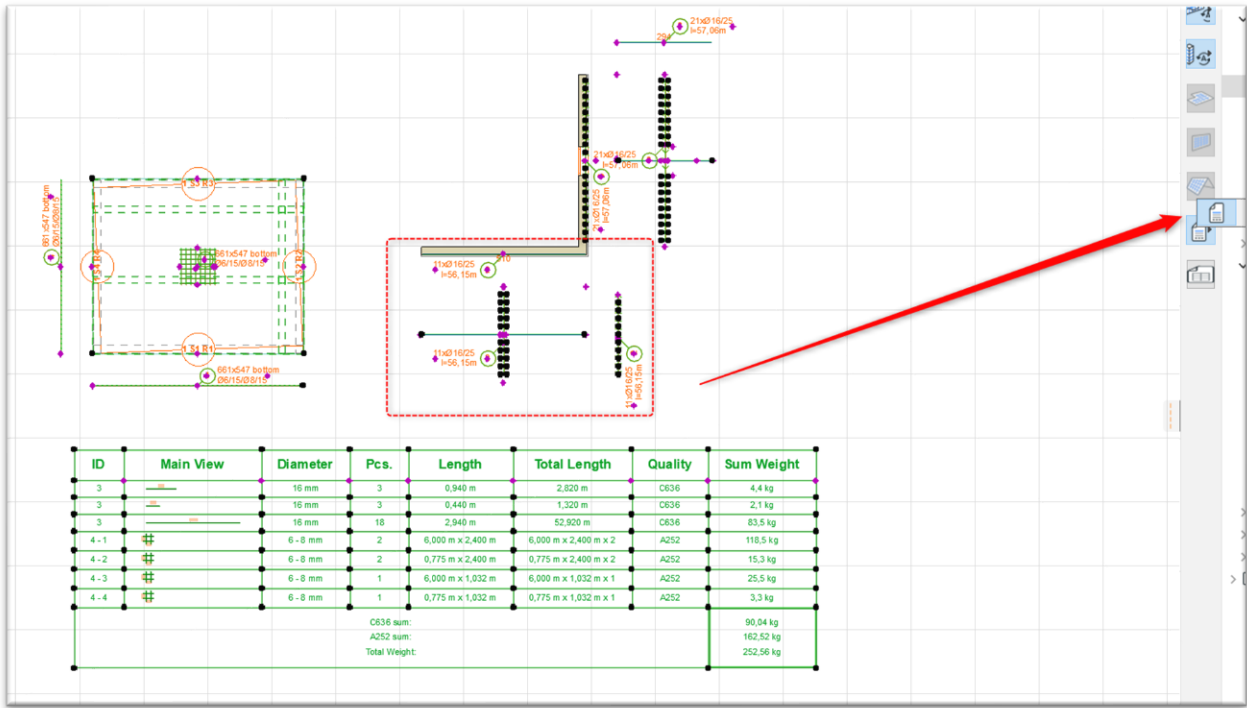 21xØ16/25
l=57,06m
294
21xØ16/25
l=57,06m
21xØ16/25
l=57,06m
1 S3 R3
661x547 bottom
Ø6/15/Ø8/15
661x547 bottom
Ø6/15/Ø8/15
310
11xØ16/25
l=56,15m
1 S1 R1
11xØ16/25
l=56,15m
11xØ16/25
l=56,15m
661x547 bottom
Ø6/15/Ø8/15
ID Main View Diameter Pcs. Length Total Length Quality Sum Weight
3 16 mm 3 0,940 m 2,820 m C636 4,4 kg
3 16 mm 3 0,440 m 1,320 m C636 2,1 kg
3 16 mm 18 2,940 m 52,920 m C636 83,5 kg
4 - 1 6 - 8 mm 2 6,000 m x 2,400 m 6,000 m x 2,400 m x 2 A252 118,5 kg
4 - 2 6 - 8 mm 2 0,775 m x 2,400 m 0,775 m x 2,400 m x 2 A252 15,3 kg
4 - 3 6 - 8 mm 1 6,000 m x 1,032 m 6,000 m x 1,032 m x 1 A252 25,5 kg
4 - 4 6 - 8 mm 1 0,775 m x 1,032 m 0,775 m x 1,032 m x 1 A252 3,3 kg
C636 sum: 90,04 kg
A252 sum: 162,52 kg
Total Weight: 252,56 kg